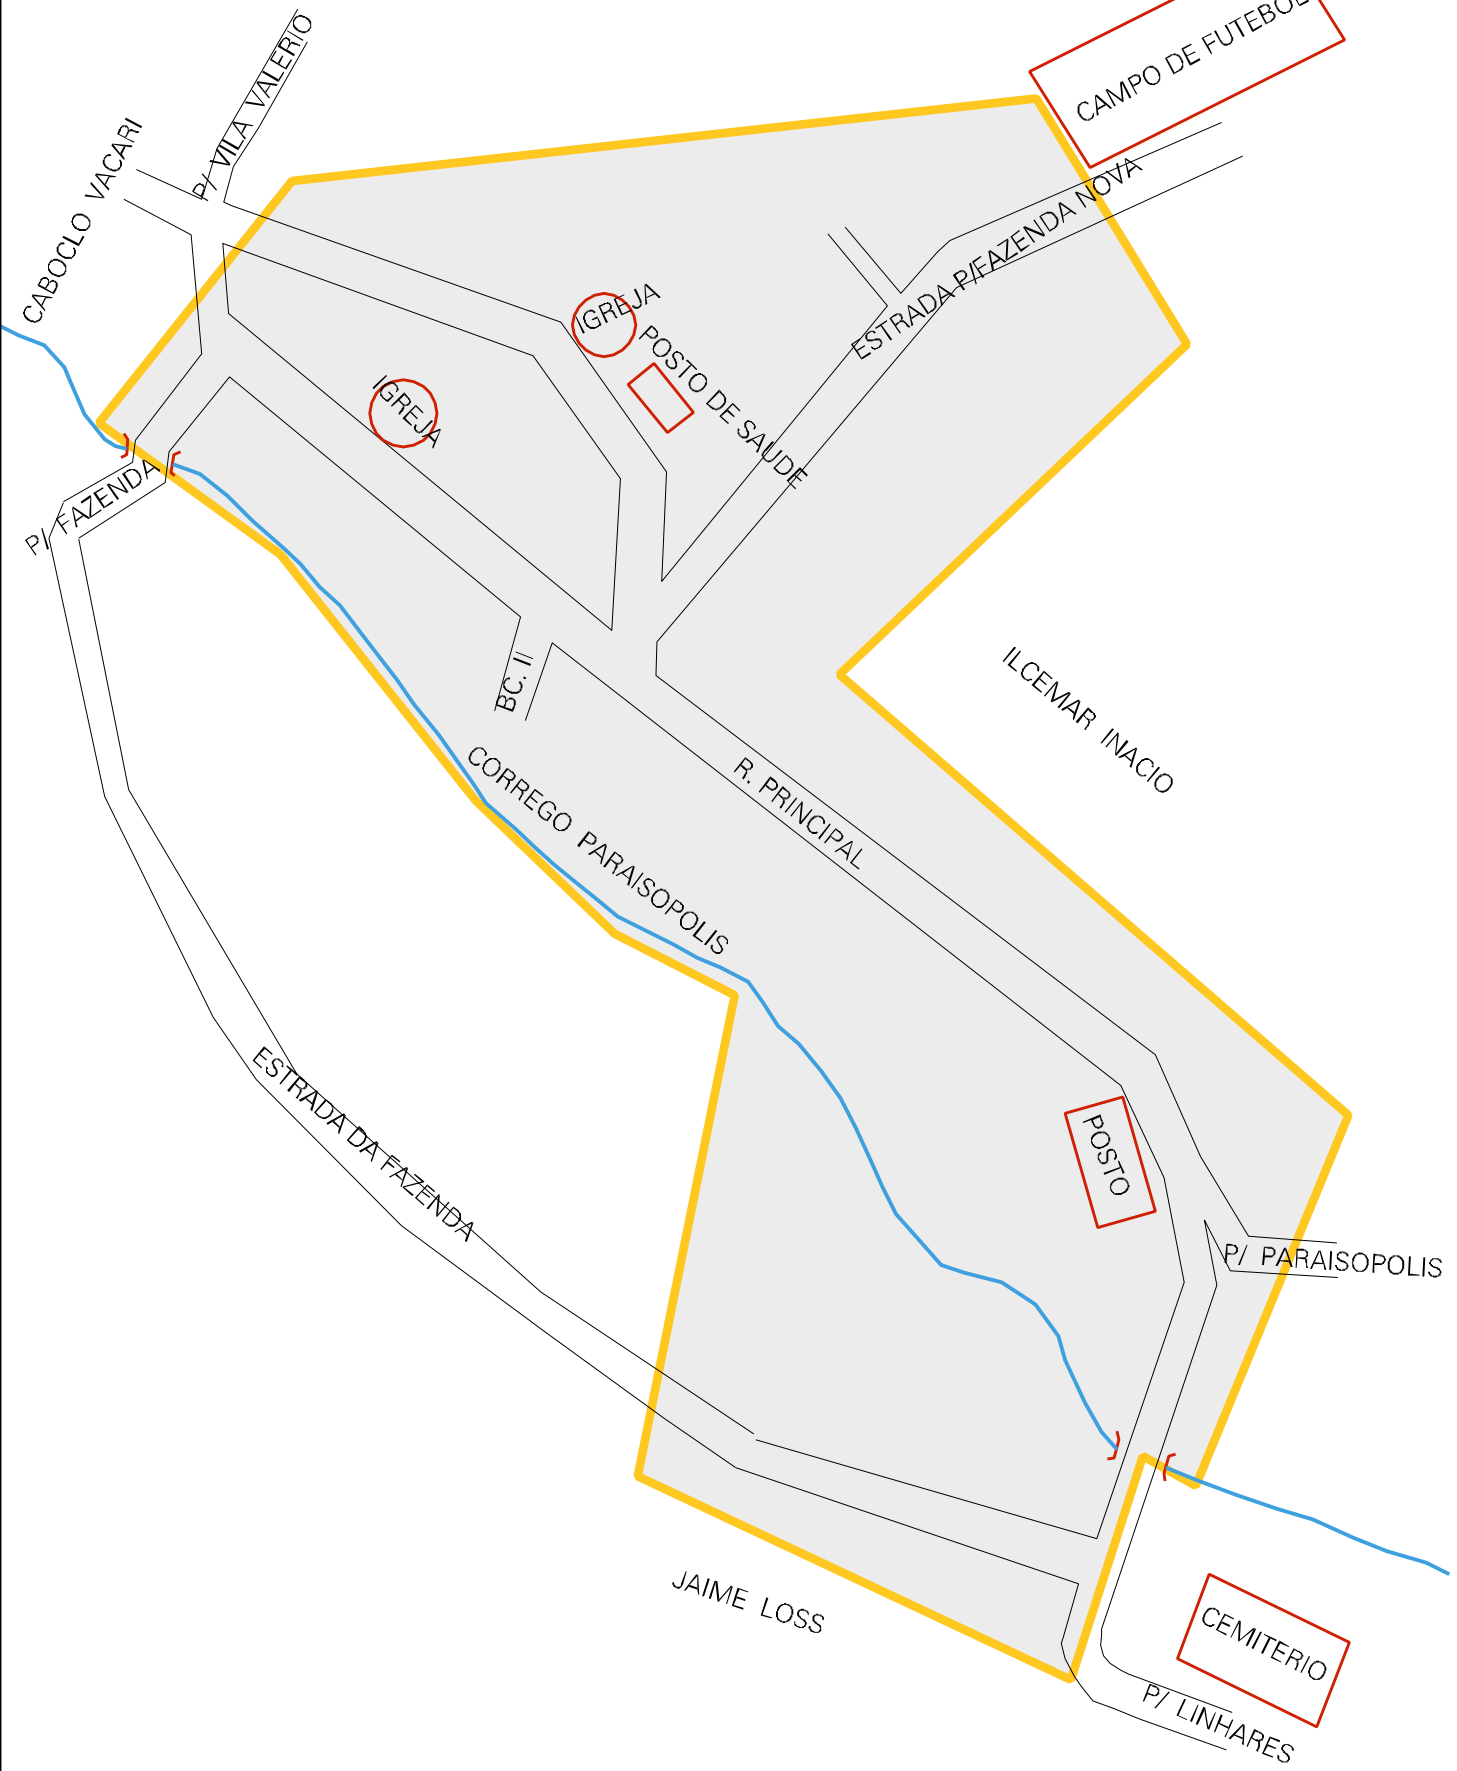 CAMPO DE FUTEBOL
P/ VILA VALERIO
CABOCLO VACARI
ESTRADA P/FAZENDA NOVA
IGREJA
POSTO DE SAUDE
IGREJA
P/ FAZENDA
BC. II
ILCEMAR INACIO
R. PRINCIPAL
CORREGO PARAISOPOLIS
ESTRADA DA FAZENDA
POSTO
P/ PARAISOPOLIS
JAIME LOSS
CEMITERIO
P/ LINHARES